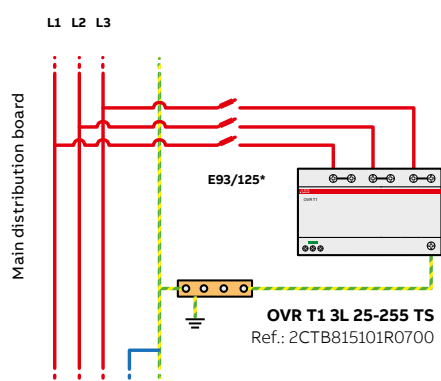 L1 L2 L3
Main distribution board
E93/125*
OVR T1
OVR T1 3L 25-255 TS
Ref.: 2CTB815101R0700